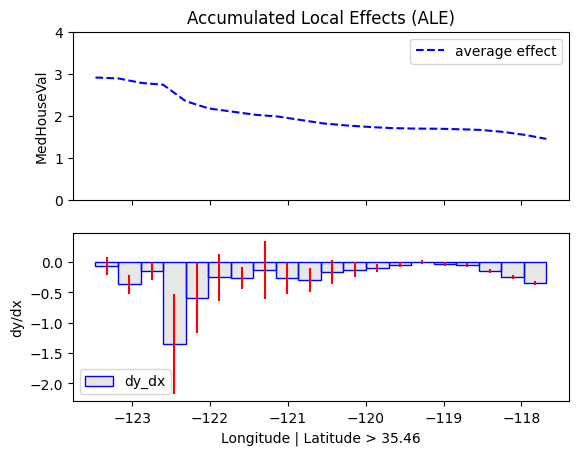 Accumulated Local Effects (ALE)
4
3
2
1
0
MedHouseVal
average effect
0.0
−0.5
−1.0
−1.5
−2.0
dy/dx
dy_dx
−123
−122
−121
−120
−119
−118
Longitude | Latitude > 35.46